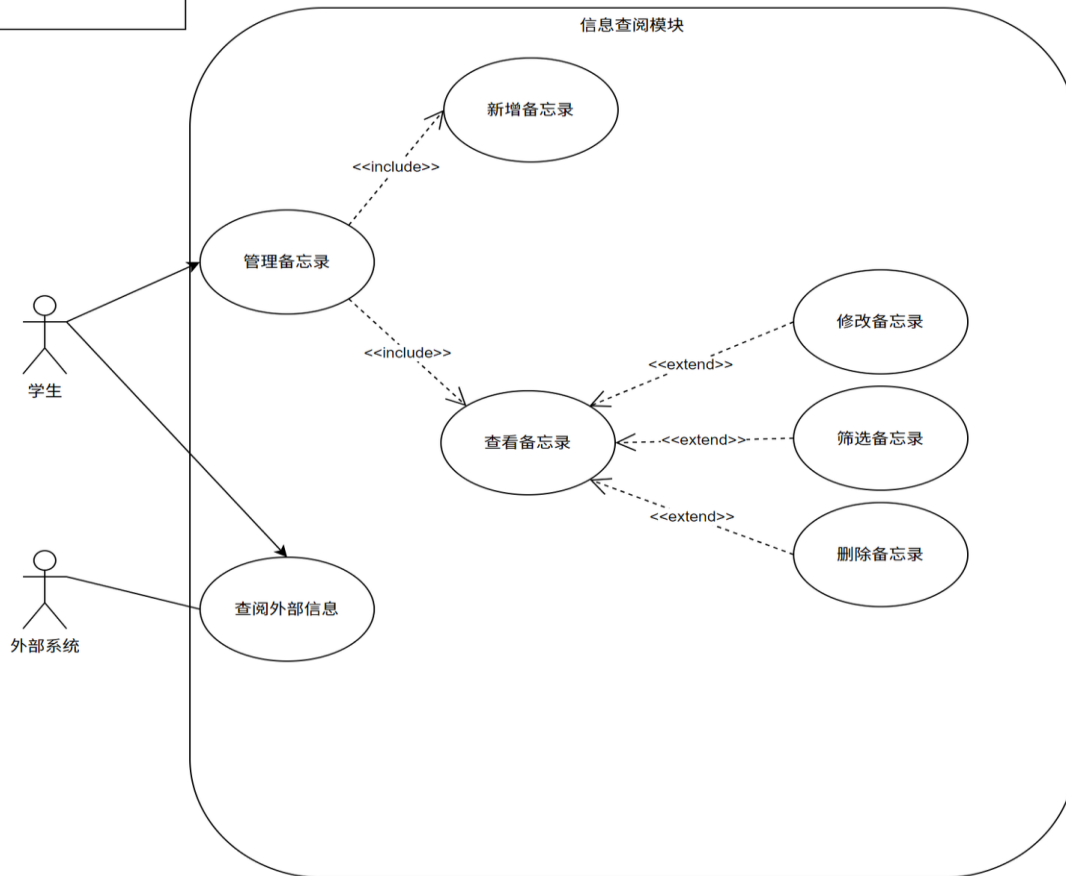 信息查阅模块
新增备忘录
<<include>>
管理备忘录
修改备忘录
<<include>>
<<extend>>
学生
查看备忘录
<<extend>>
筛选备忘录
<<extend>>
删除备忘录
查阅外部信息
外部系统